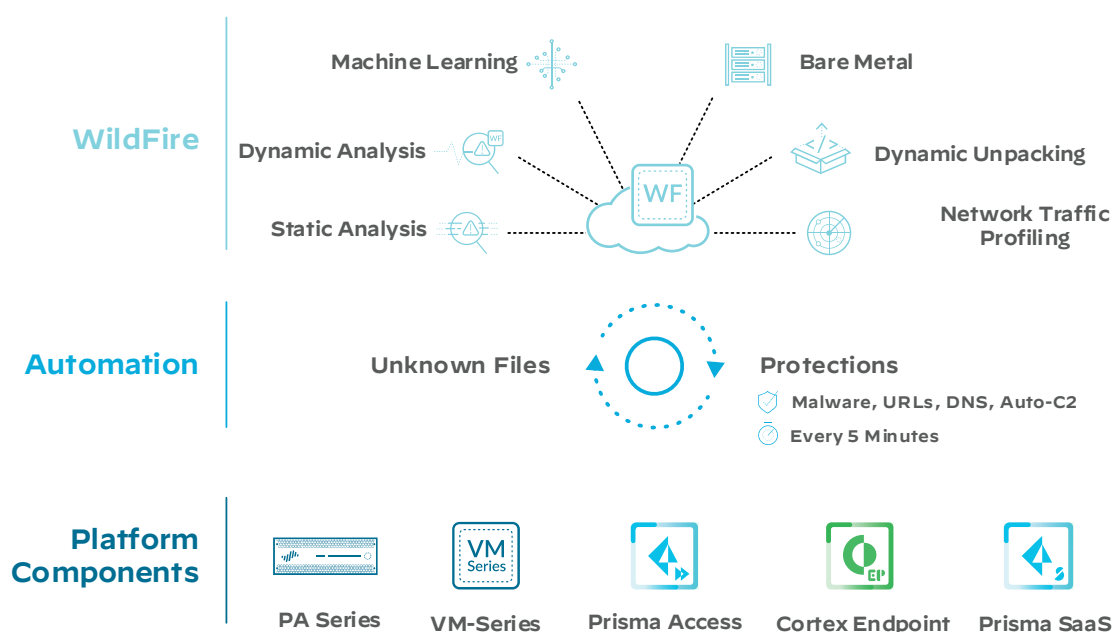 Machine Learning
Bare Metal
WildFire
Dynamic Analysis
WF
Dynamic Unpacking
WF
Static Analysis
Network Traffic
Profiling
Automation
Unknown Files
Protections
Malware, URLs, DNS, Auto-C2
Every 5 Minutes
Platform
Components
VM
Series
EP
S
PA Series
VM-Series
Prisma Access
Cortex Endpoint
Prisma SaaS